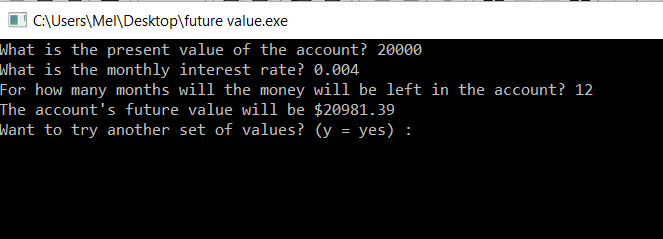 C:\Users\Mel\Desktop\future value.exe
What is the present value of the account? 20000
What is the monthly interest rate? 0.004
For how many months will the money will be left in the account? 12
The account's future value will be $20981.39
Want to try another set of values? (y = yes) :